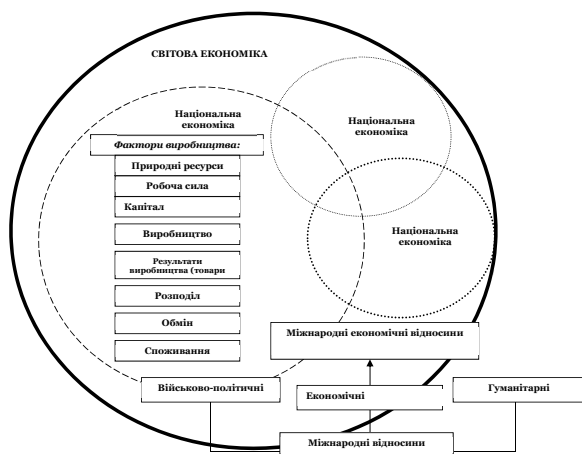 СВІТОВА ЕКОНОМІКА
Національна
економіка
Фактори виробництва:
Природні ресурси
Робоча сила
Капітал
Виробництво
Результати
виробництва (товари
Розподіл
Обмін
Споживання
Національна
економіка
Національна
економіка
Міжнародні економічні відносини
Військово-політичні
Економічні
Гуманітарні
Міжнародні відносини